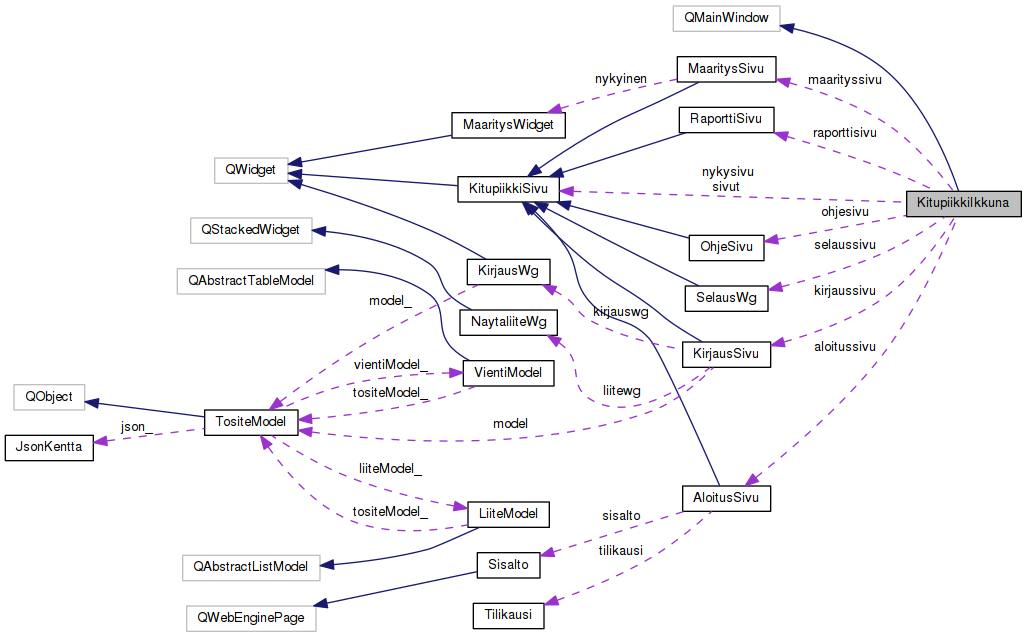 QMainWindow
MaaritysSivu
maarityssivu
nykyinen
MaaritysWidget
RaporttiSivu
raporttisivu
QWidget
KitupiikkiSivu
nykysivu
sivut
KitupiikkiIkkuna
QStackedWidget
OhjeSivu
ohjesivu
selaussivu
QAbstractTableModel
KirjausWg
SelausWg
kirjaussivu
model_
kirjauswg
NaytaliiteWg
KirjausSivu
aloitussivu
vientiModel_
VientiModel
tositeModel_
liitewg
QObject
TositeModel
model
json_
JsonKentta
liiteModel_
AloitusSivu
tositeModel_
LiiteModel
sisalto
QAbstractListModel
Sisalto
tilikausi
QWebEnginePage
Tilikausi